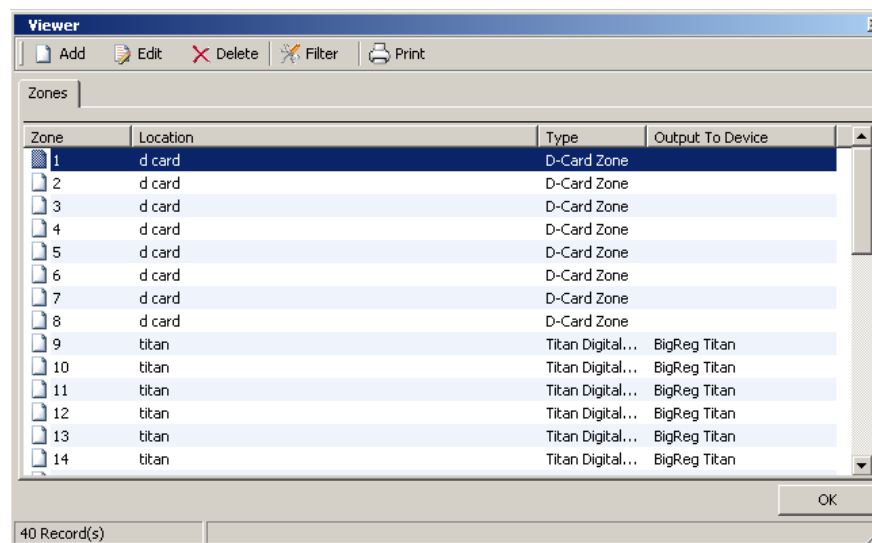 Viewer
Add Edit Delete Filter Print
Zones
Zone Location Type Output To Device
1 d card D-Card Zone
2 d card D-Card Zone
3 d card D-Card Zone
4 d card D-Card Zone
5 d card D-Card Zone
6 d card D-Card Zone
7 d card D-Card Zone
8 d card D-Card Zone
9 titan Titan Digital... BigReg Titan
10 titan Titan Digital... BigReg Titan
11 titan Titan Digital... BigReg Titan
12 titan Titan Digital... BigReg Titan
13 titan Titan Digital... BigReg Titan
14 titan Titan Digital... BigReg Titan
OK
40 Record(s)